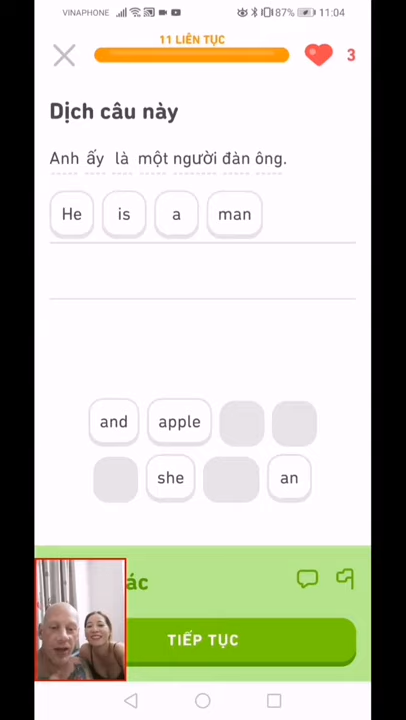 VINAPHONE 87% 11:04
11 LIÊN TỤC
3
Dịch câu này
Anh ấy là một người đàn ông.
He is a man
and apple
she an
ác
TIẾP TỤC